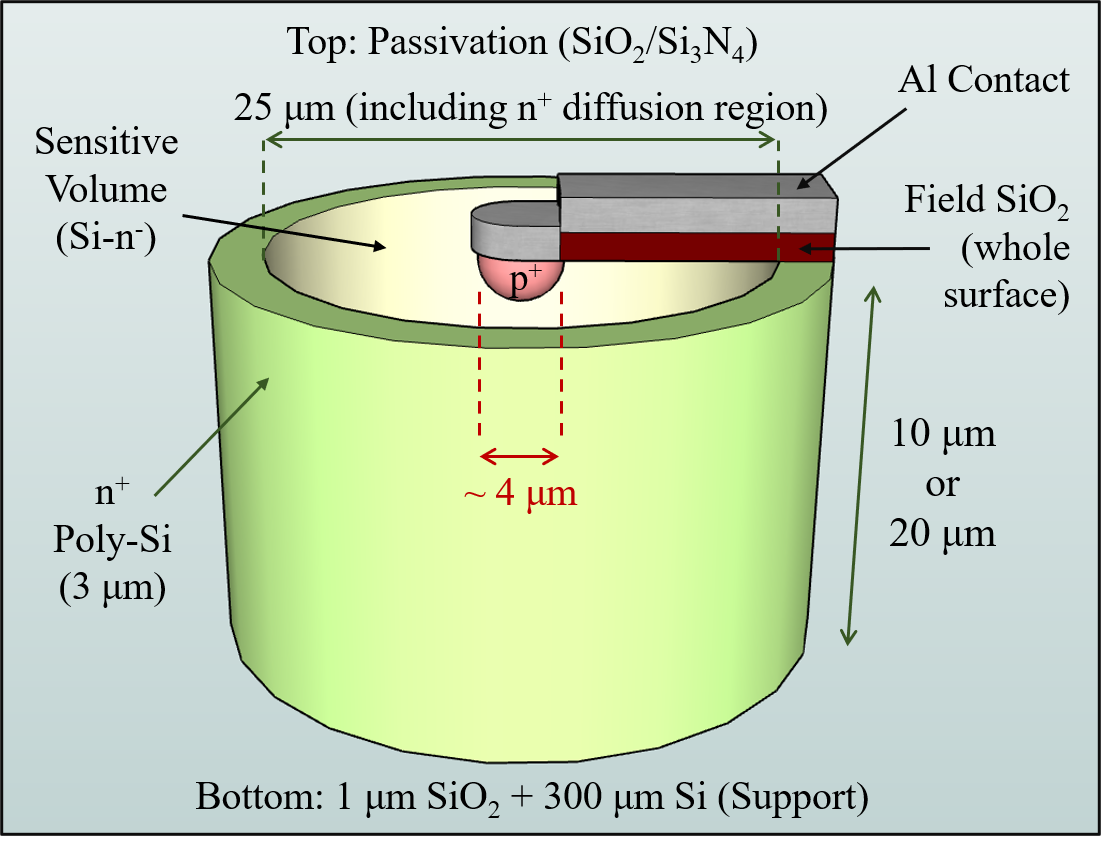 Top: Passivation (SiO₂/Si₃N₄)
25 μm (including n⁺ diffusion region)
Al Contact
Sensitive
Volume
(Si-n⁻)
Field SiO₂
(whole
surface)
p⁺
~ 4 μm
10 μm
or
20 μm
n⁺
Poly-Si
(3 μm)
Bottom: 1 μm SiO₂ + 300 μm Si (Support)